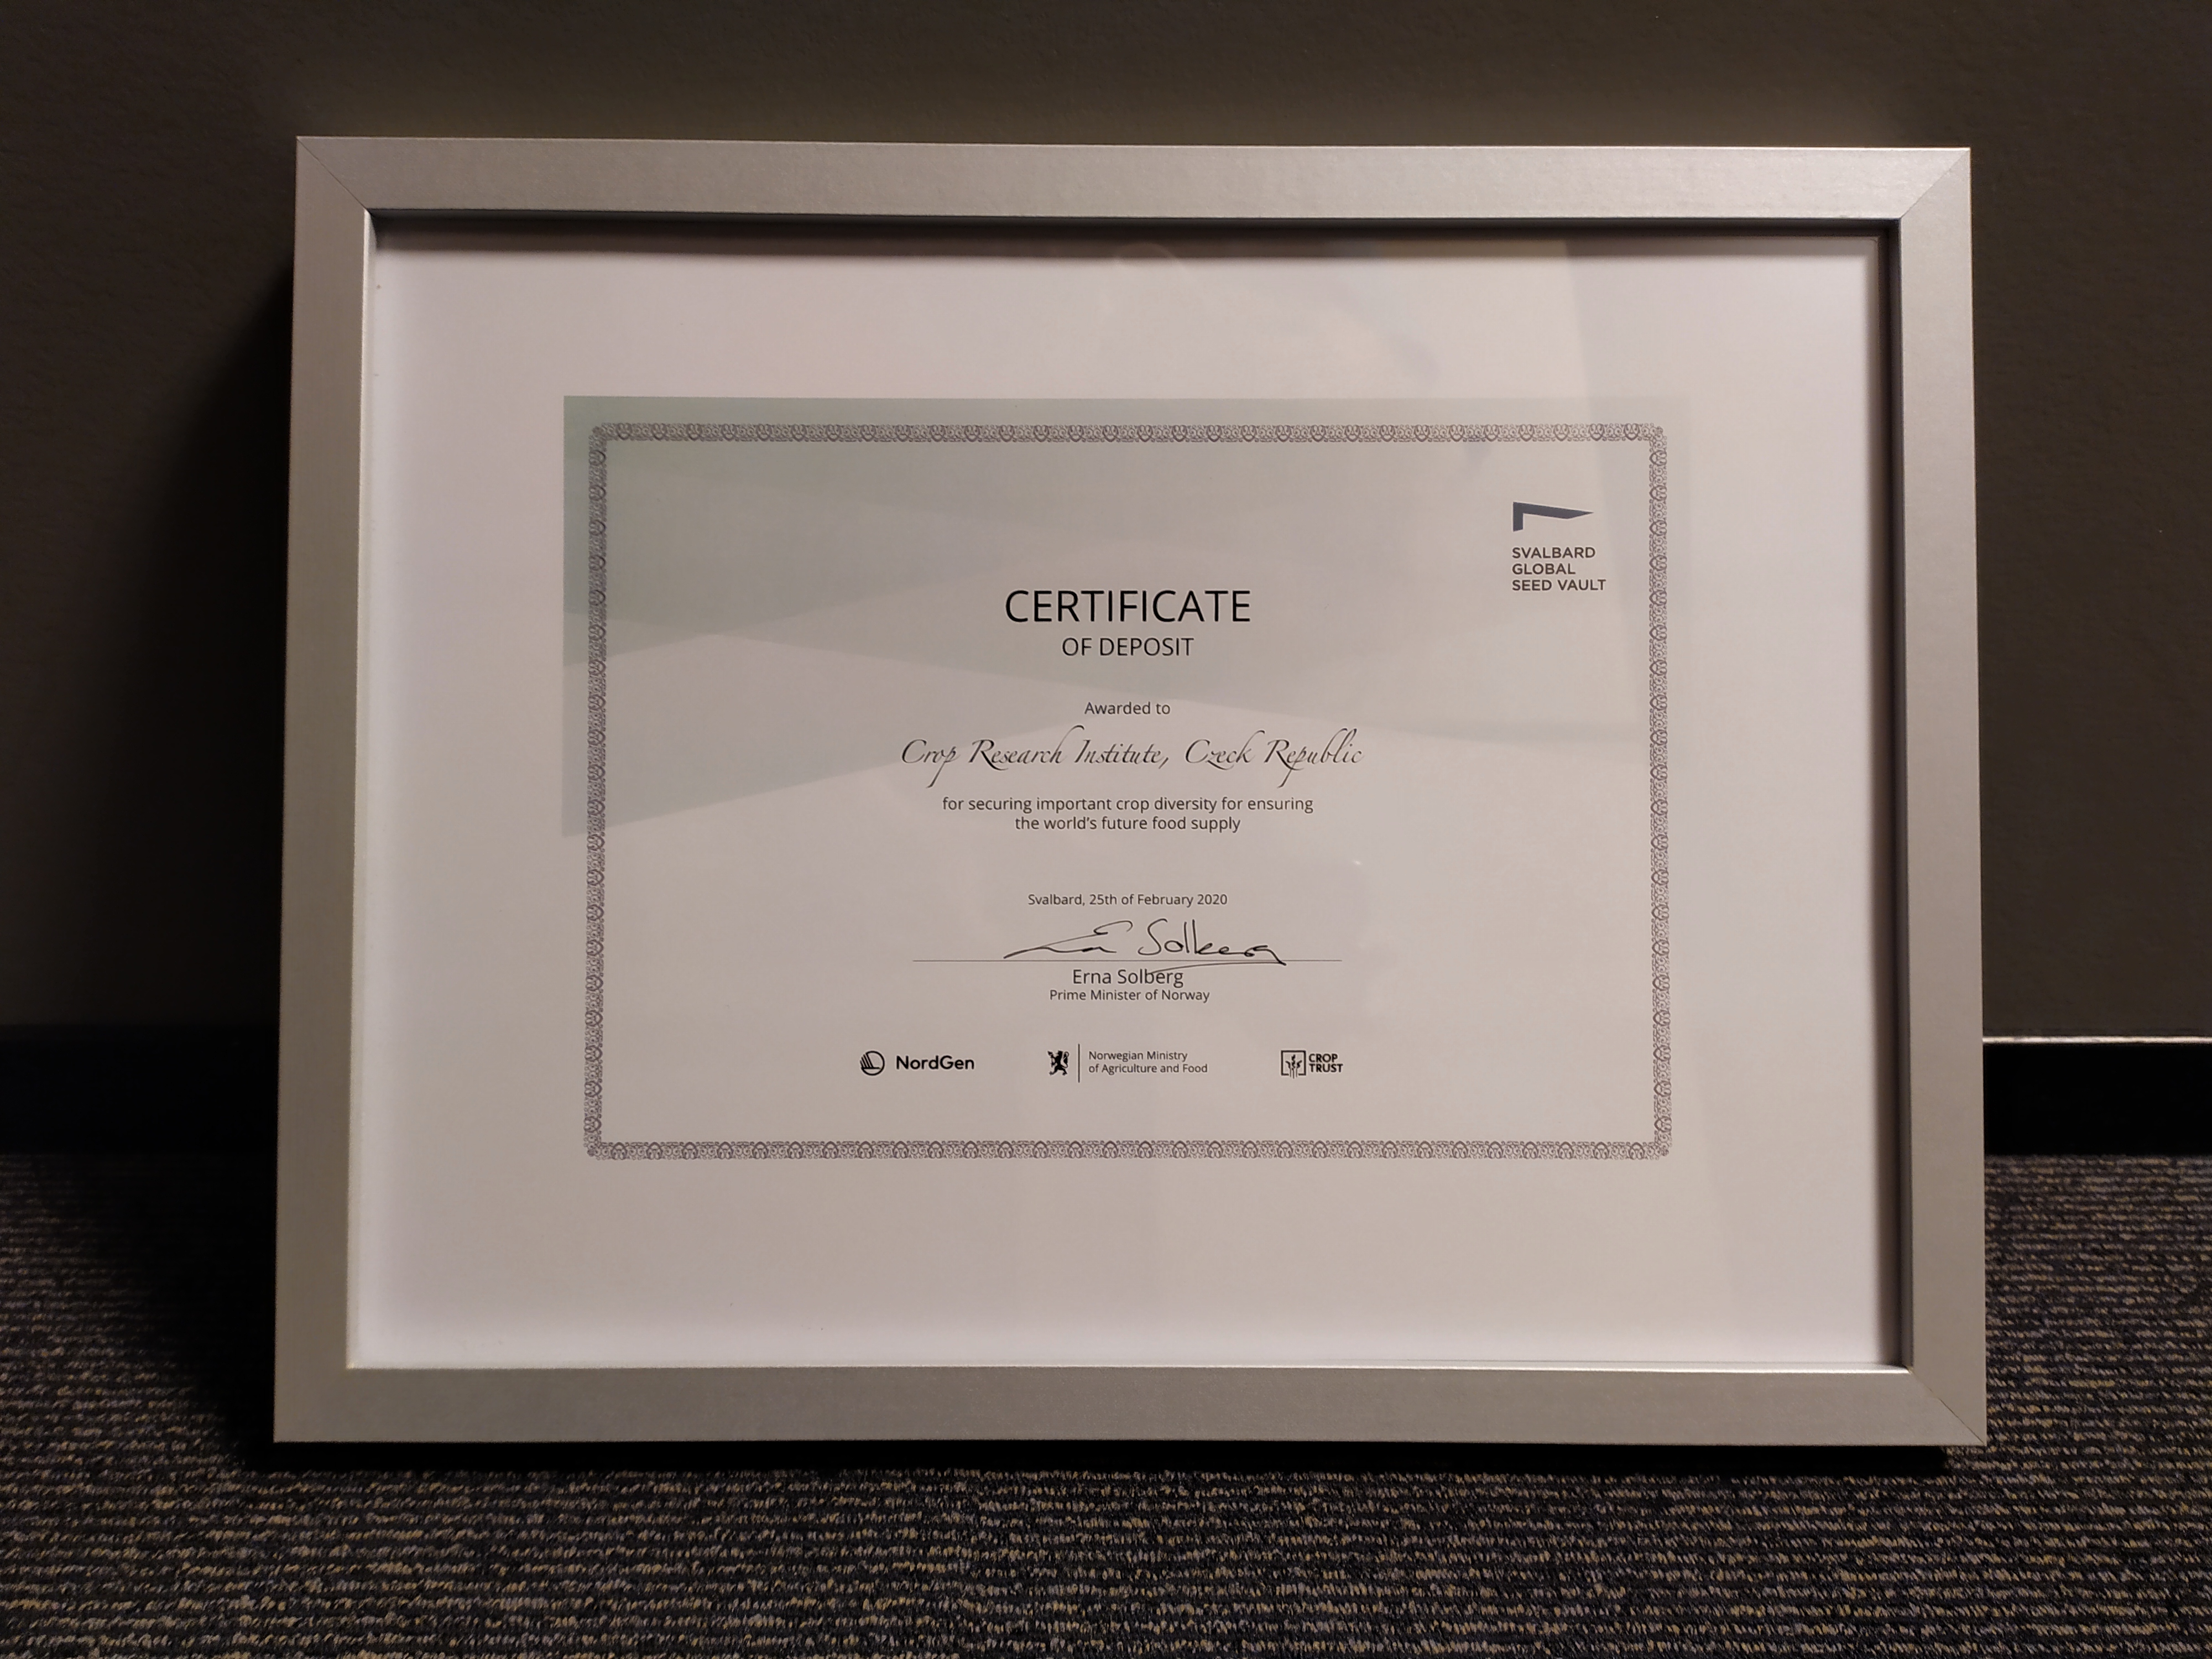 SVALBARD
GLOBAL
SEED VAULT
CERTIFICATE
OF DEPOSIT
Awarded to
Crop Research Institute, Czeck Republic
for securing important crop diversity for ensuring
the world's future food supply
Svalbard, 25th of February 2020
E Solberg
Erna Solberg
Prime Minister of Norway
NordGen
Norwegian Ministry
of Agriculture and Food
CROP
TRUST